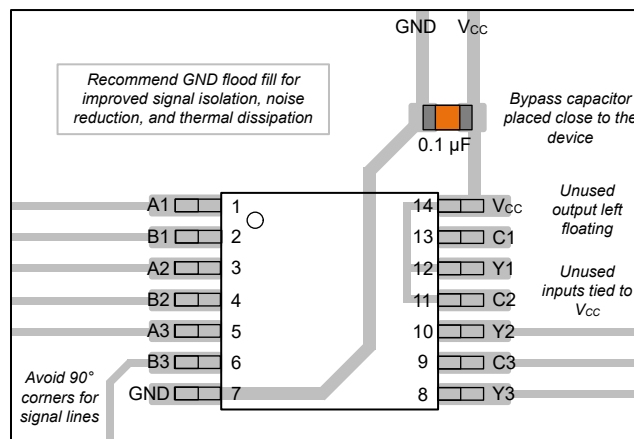 GND
VCC
Recommend GND flood fill for
improved signal isolation, noise
reduction, and thermal dissipation
Bypass capacitor
placed close to the
device
0.1 µF
A1
1
14
VCC
Unused
output left
floating
B1
2
13
C1
A2
3
12
Y1
B2
4
11
C2
Unused
inputs tied to
VCC
A3
5
10
Y2
B3
6
9
C3
GND
7
8
Y3
Avoid 90°
corners for
signal lines